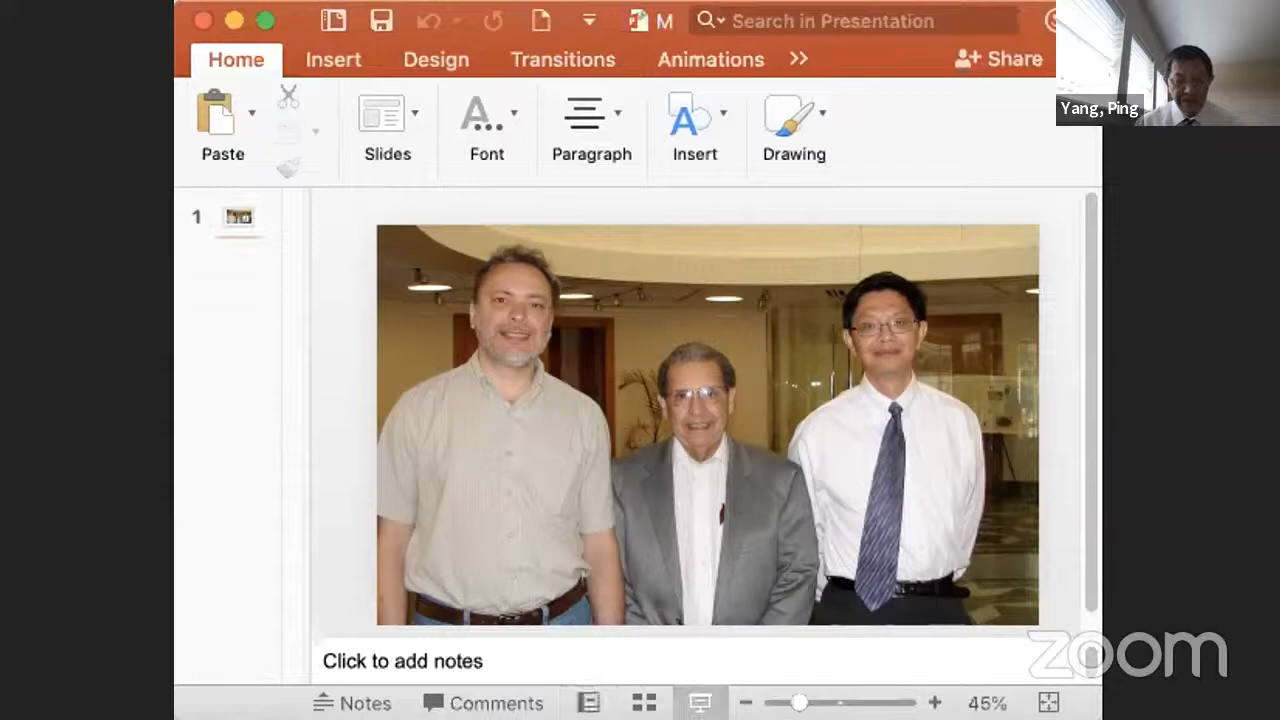 M
Search in Presentation
Home
Insert
Design
Transitions
Animations
Share
Yang, Ping
Paste
Slides
Font
Paragraph
Insert
Drawing
1
Click to add notes
zoom
Notes
Comments
45%